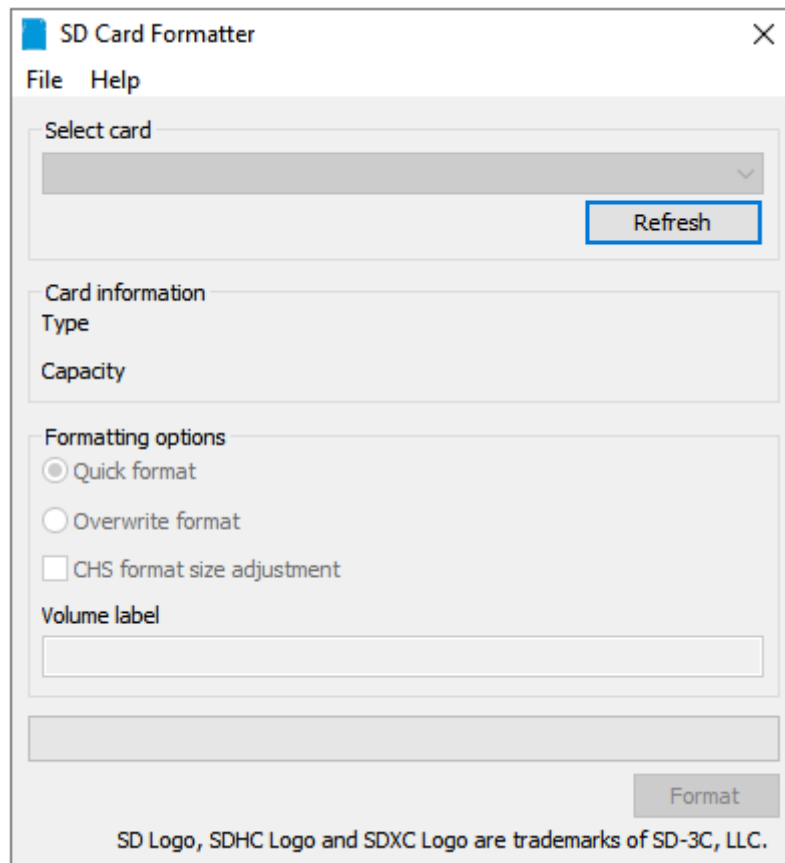 SD Card Formatter
File Help
Select card
Refresh
Card information
Type
Capacity
Formatting options
Quick format
Overwrite format
CHS format size adjustment
Volume label
Format
SD Logo, SDHC Logo and SDXC Logo are trademarks of SD-3C, LLC.